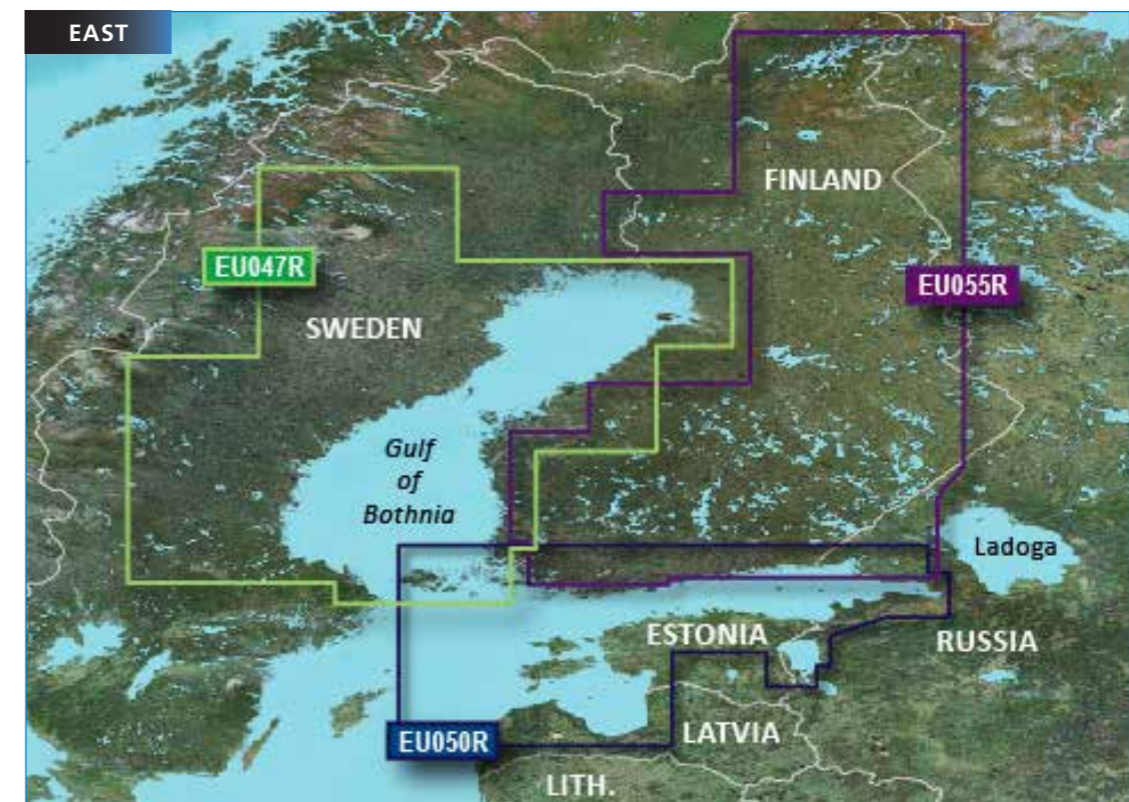 EAST
FINLAND
EU047R
EU055R
SWEDEN
Gulf
of
Bothnia
Ladoga
ESTONIA
RUSSIA
EU050R
LATVIA
LITH.